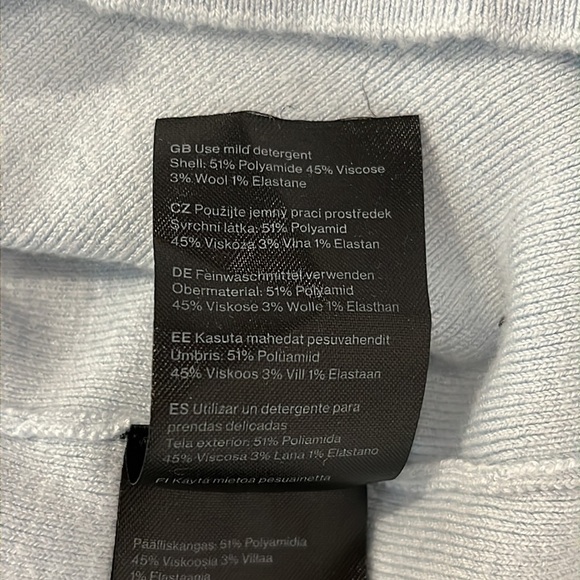 GB Use mild detergent
Shell: 51% Polyamide 45% Viscose
3% Wool 1% Elastane
CZ Použijte jemný prací prostředek
Svrchní látka: 51% Polyamid
45% Viskóza 3% Vlna 1% Elastan
DE Feinwaschmittel verwenden
Obermaterial: 51% Polyamid
45% Viskose 3% Wolle 1% Elasthan
EE Kasuta mahedat pesuvahendit
Umbris: 51% Polüamiid
45% Viskoos 3% Vill 1% Elastaan
ES Utilizar un detergente para
prendas delicadas
Tela exterior: 51% Poliamida
45% Viscosa 3% Lana 1% Elastano
FI Käytä mietoa pesuainetta
Päälliskangas: 51% Polyamidia
45% Viskoosia 3% Villaa
1% Elastaania